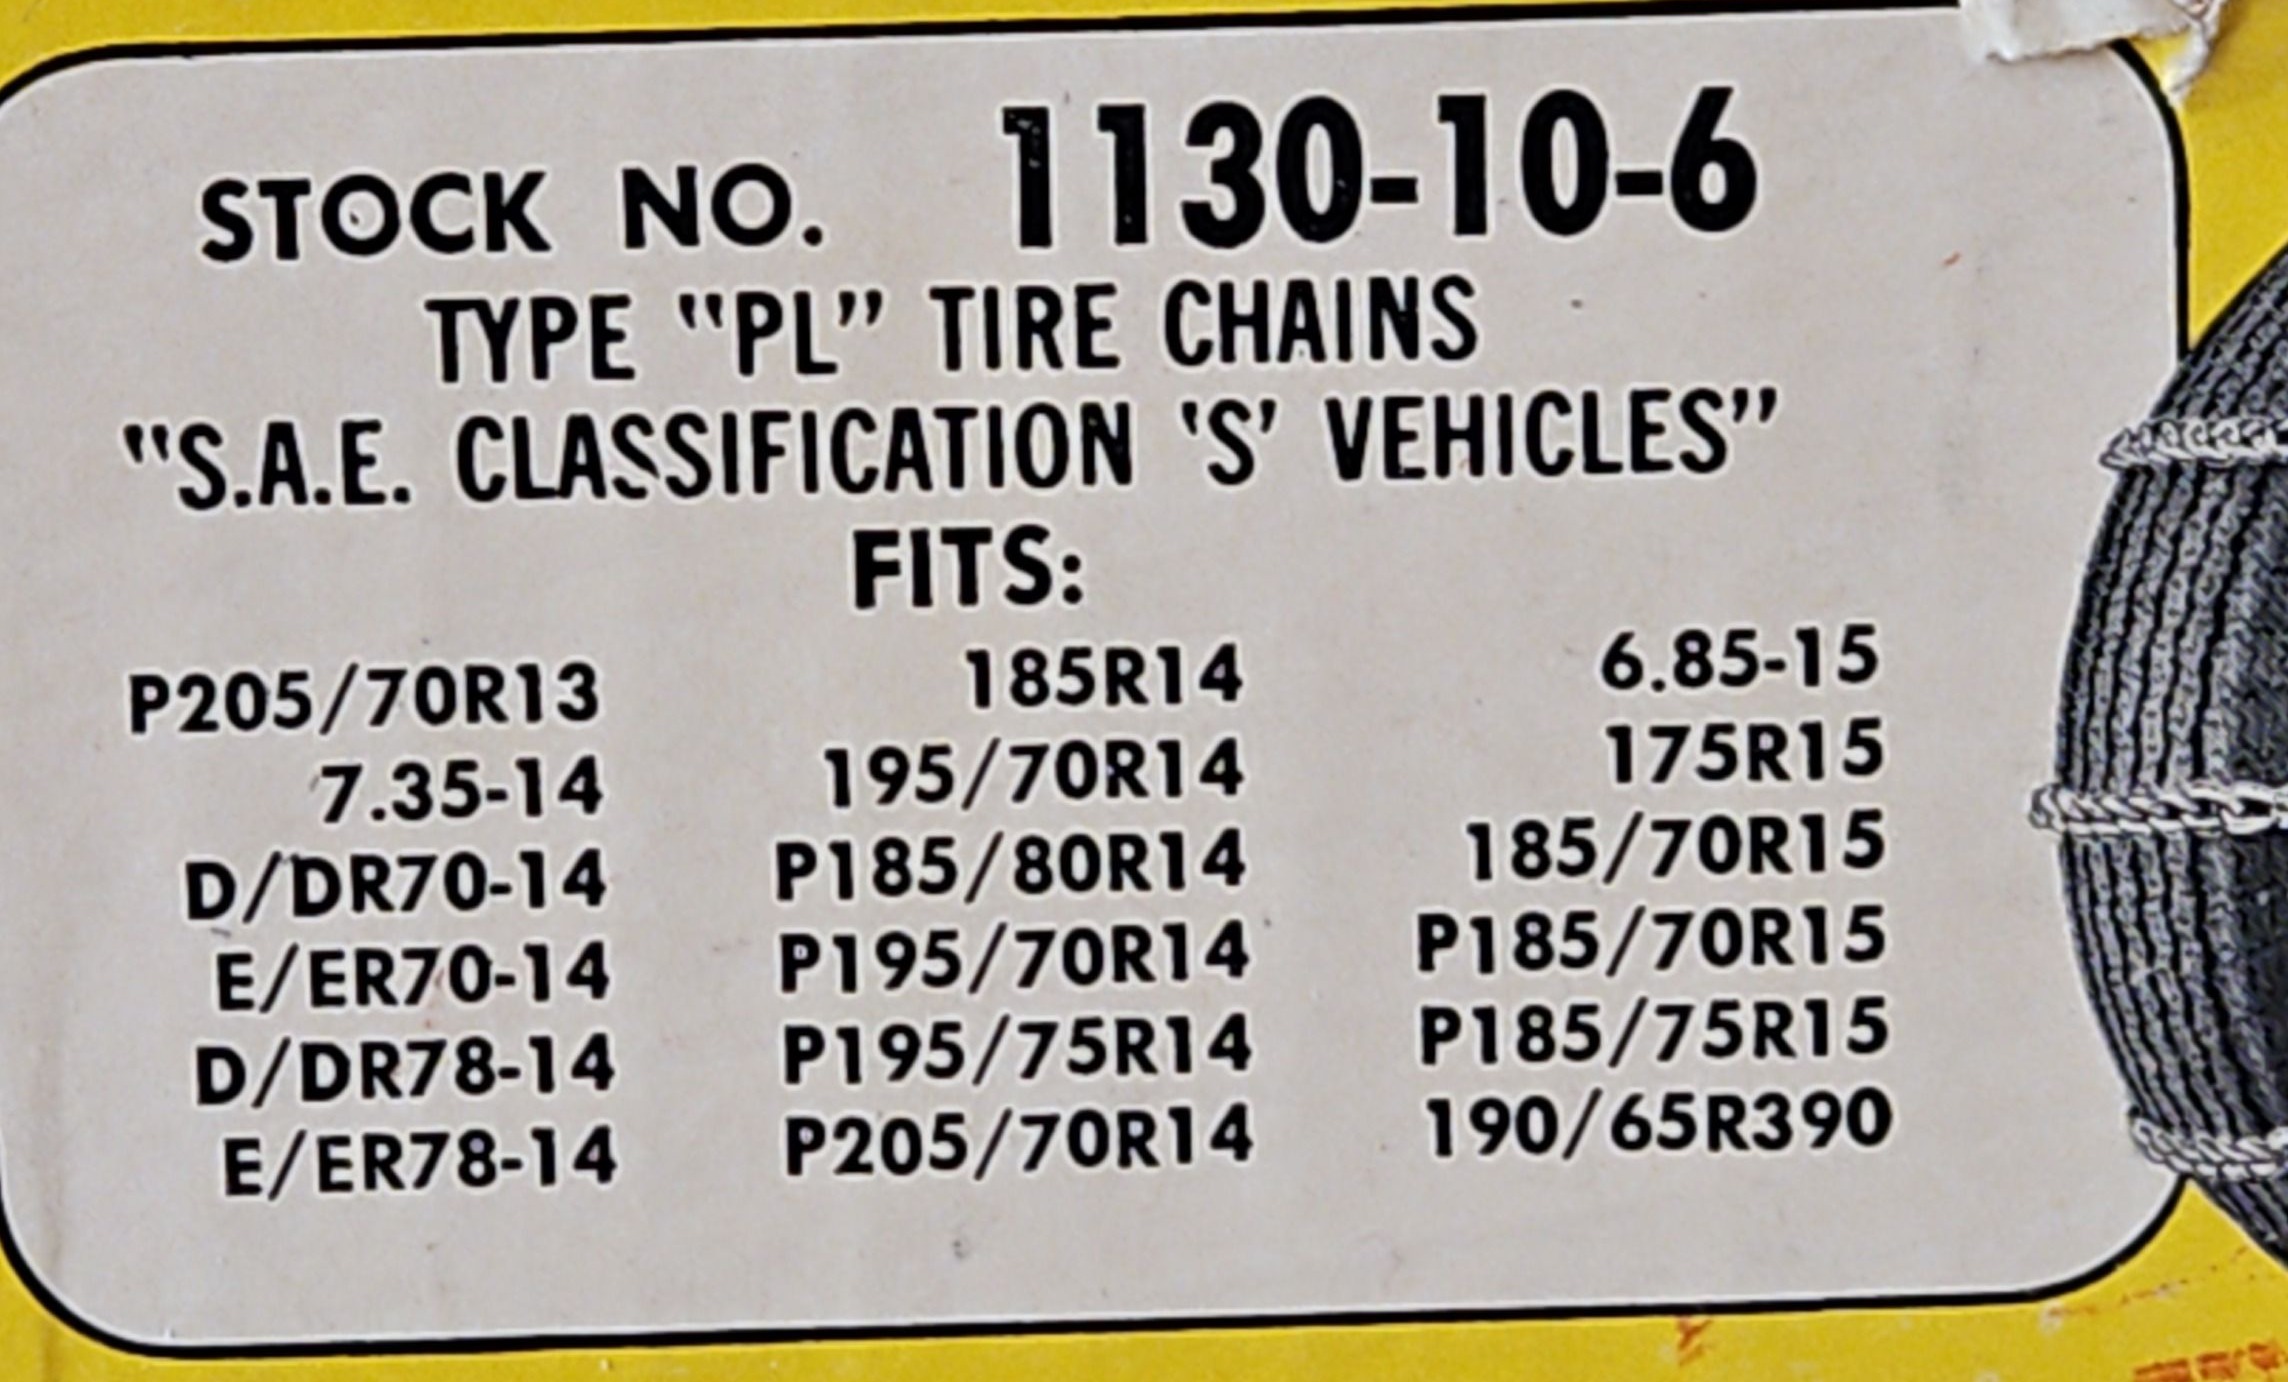 STOCK NO. 1130-10-6
TYPE "PL" TIRE CHAINS
"S.A.E. CLASSIFICATION 'S' VEHICLES"
FITS:
P205/70R13 185R14 6.85-15
7.35-14 195/70R14 175R15
D/DR70-14 P185/80R14 185/70R15
E/ER70-14 P195/70R14 P185/70R15
D/DR78-14 P195/75R14 P185/75R15
E/ER78-14 P205/70R14 190/65R390